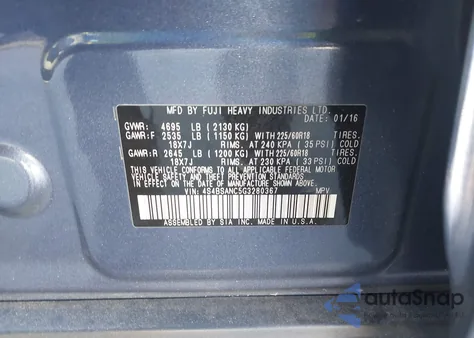 MFD BY FUJI HEAVY INDUSTRIES LTD.
DATE: 01/16
GVWR: 4695 LB (2130 KG)
GAWR:F 2535 LB (1150 KG) WITH 225/60R18 TIRES.
18X7J RIMS. AT 240 KPA (35 PSI) COLD
GAWR:R 2645 LB (1200 KG) WITH 225/60R18 TIRES.
18X7J RIMS. AT 230 KPA (33 PSI) COLD
THIS VEHICLE CONFORMS TO ALL APPLICABLE
FEDERAL MOTOR VEHICLE SAFETY, BUMPER, AND
THEFT PREVENTION STANDARDS IN EFFECT ON
THE DATE OF MANUFACTURE SHOWN ABOVE.
VIN: 4S4BSANC5G3280367 MPV
ASSEMBLED BY SIA INC. MADE IN U.S.A.
autoSnap